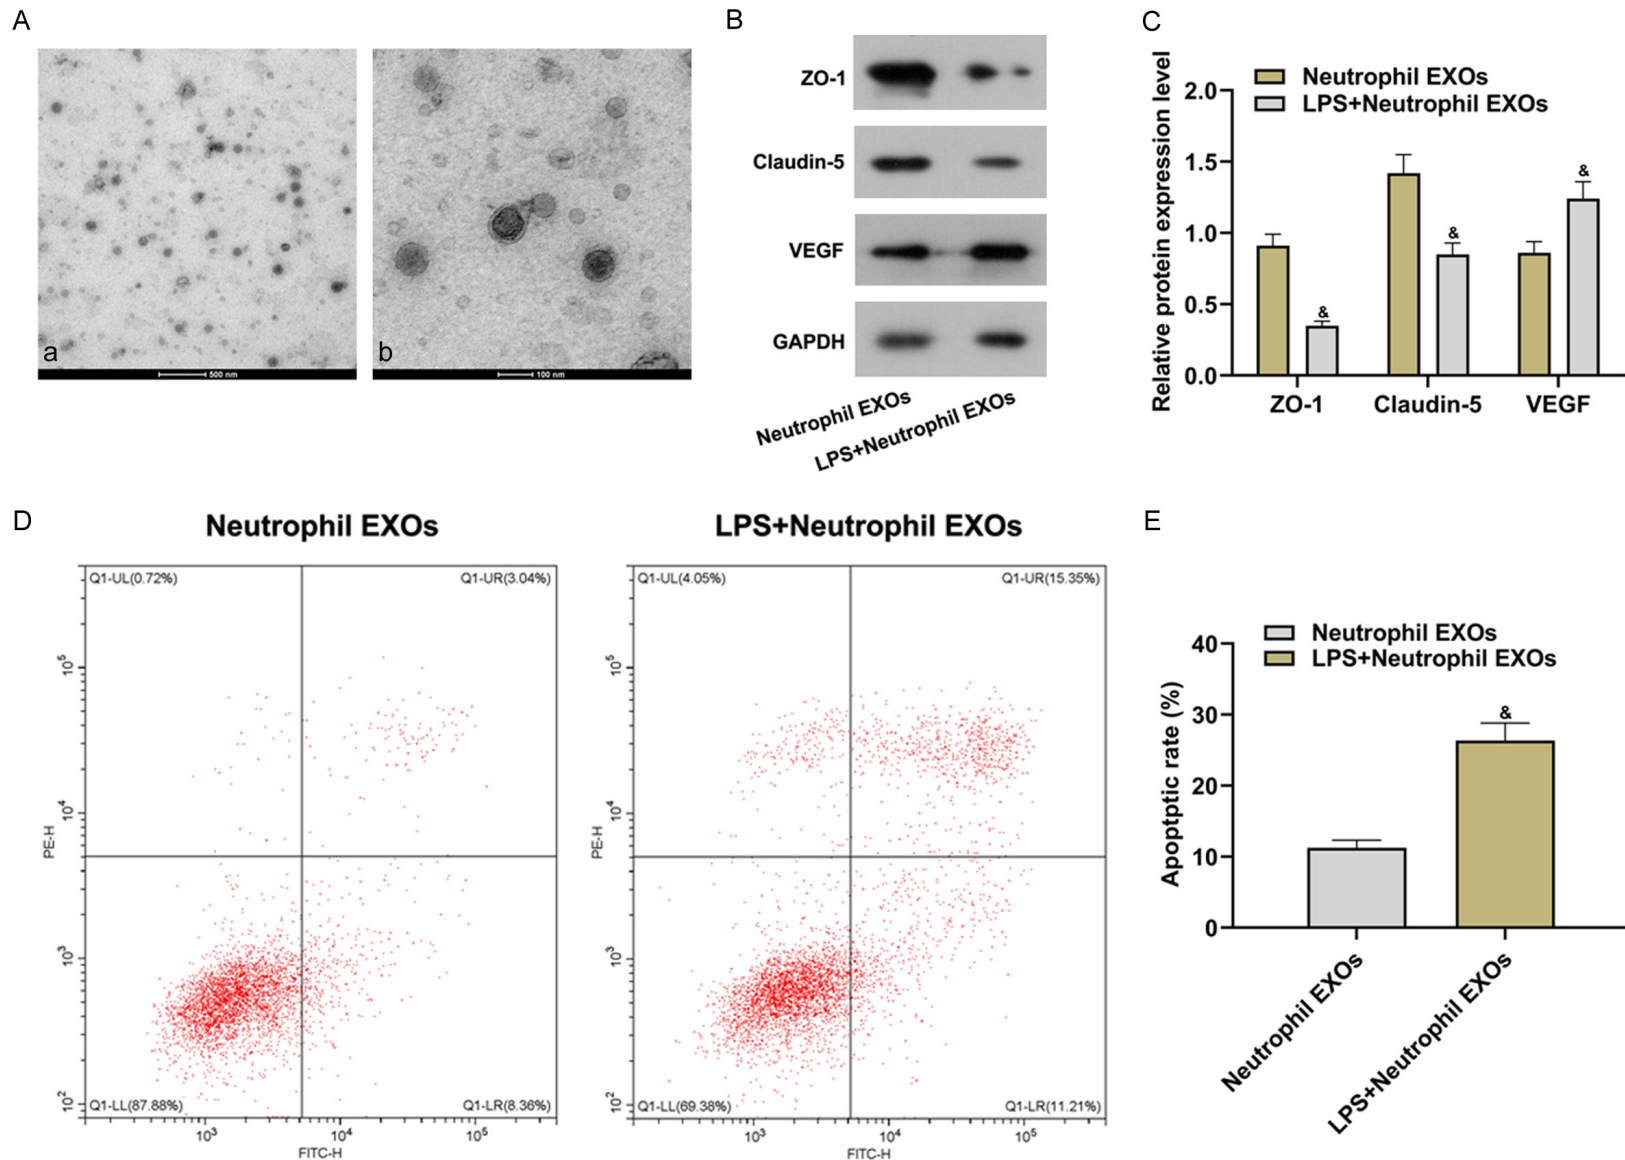 A
a
500 nm
b
100 nm
B
ZO-1
Claudin-5
VEGF
GAPDH
Neutrophil EXOs
LPS+Neutrophil EXOs
C
Relative protein expression level
Neutrophil EXOs
LPS+Neutrophil EXOs
2.0
1.5
1.0
0.5
0.0
&
&
&
ZO-1
Claudin-5
VEGF
D
Neutrophil EXOs
Q1-UL(0.72%)
Q1-UR(3.04%)
Q1-LL(87.88%)
Q1-LR(8.36%)
PE-H
10^5
10^4
10^3
10^2
10^3
10^4
10^5
FITC-H
LPS+Neutrophil EXOs
Q1-UL(4.05%)
Q1-UR(15.35%)
Q1-LL(69.38%)
Q1-LR(11.21%)
PE-H
10^5
10^4
10^3
10^2
10^3
10^4
10^5
FITC-H
E
Neutrophil EXOs
LPS+Neutrophil EXOs
Apoptptic rate (%)
40
30
20
10
0
&
Neutrophil EXOs
LPS+Neutrophil EXOs